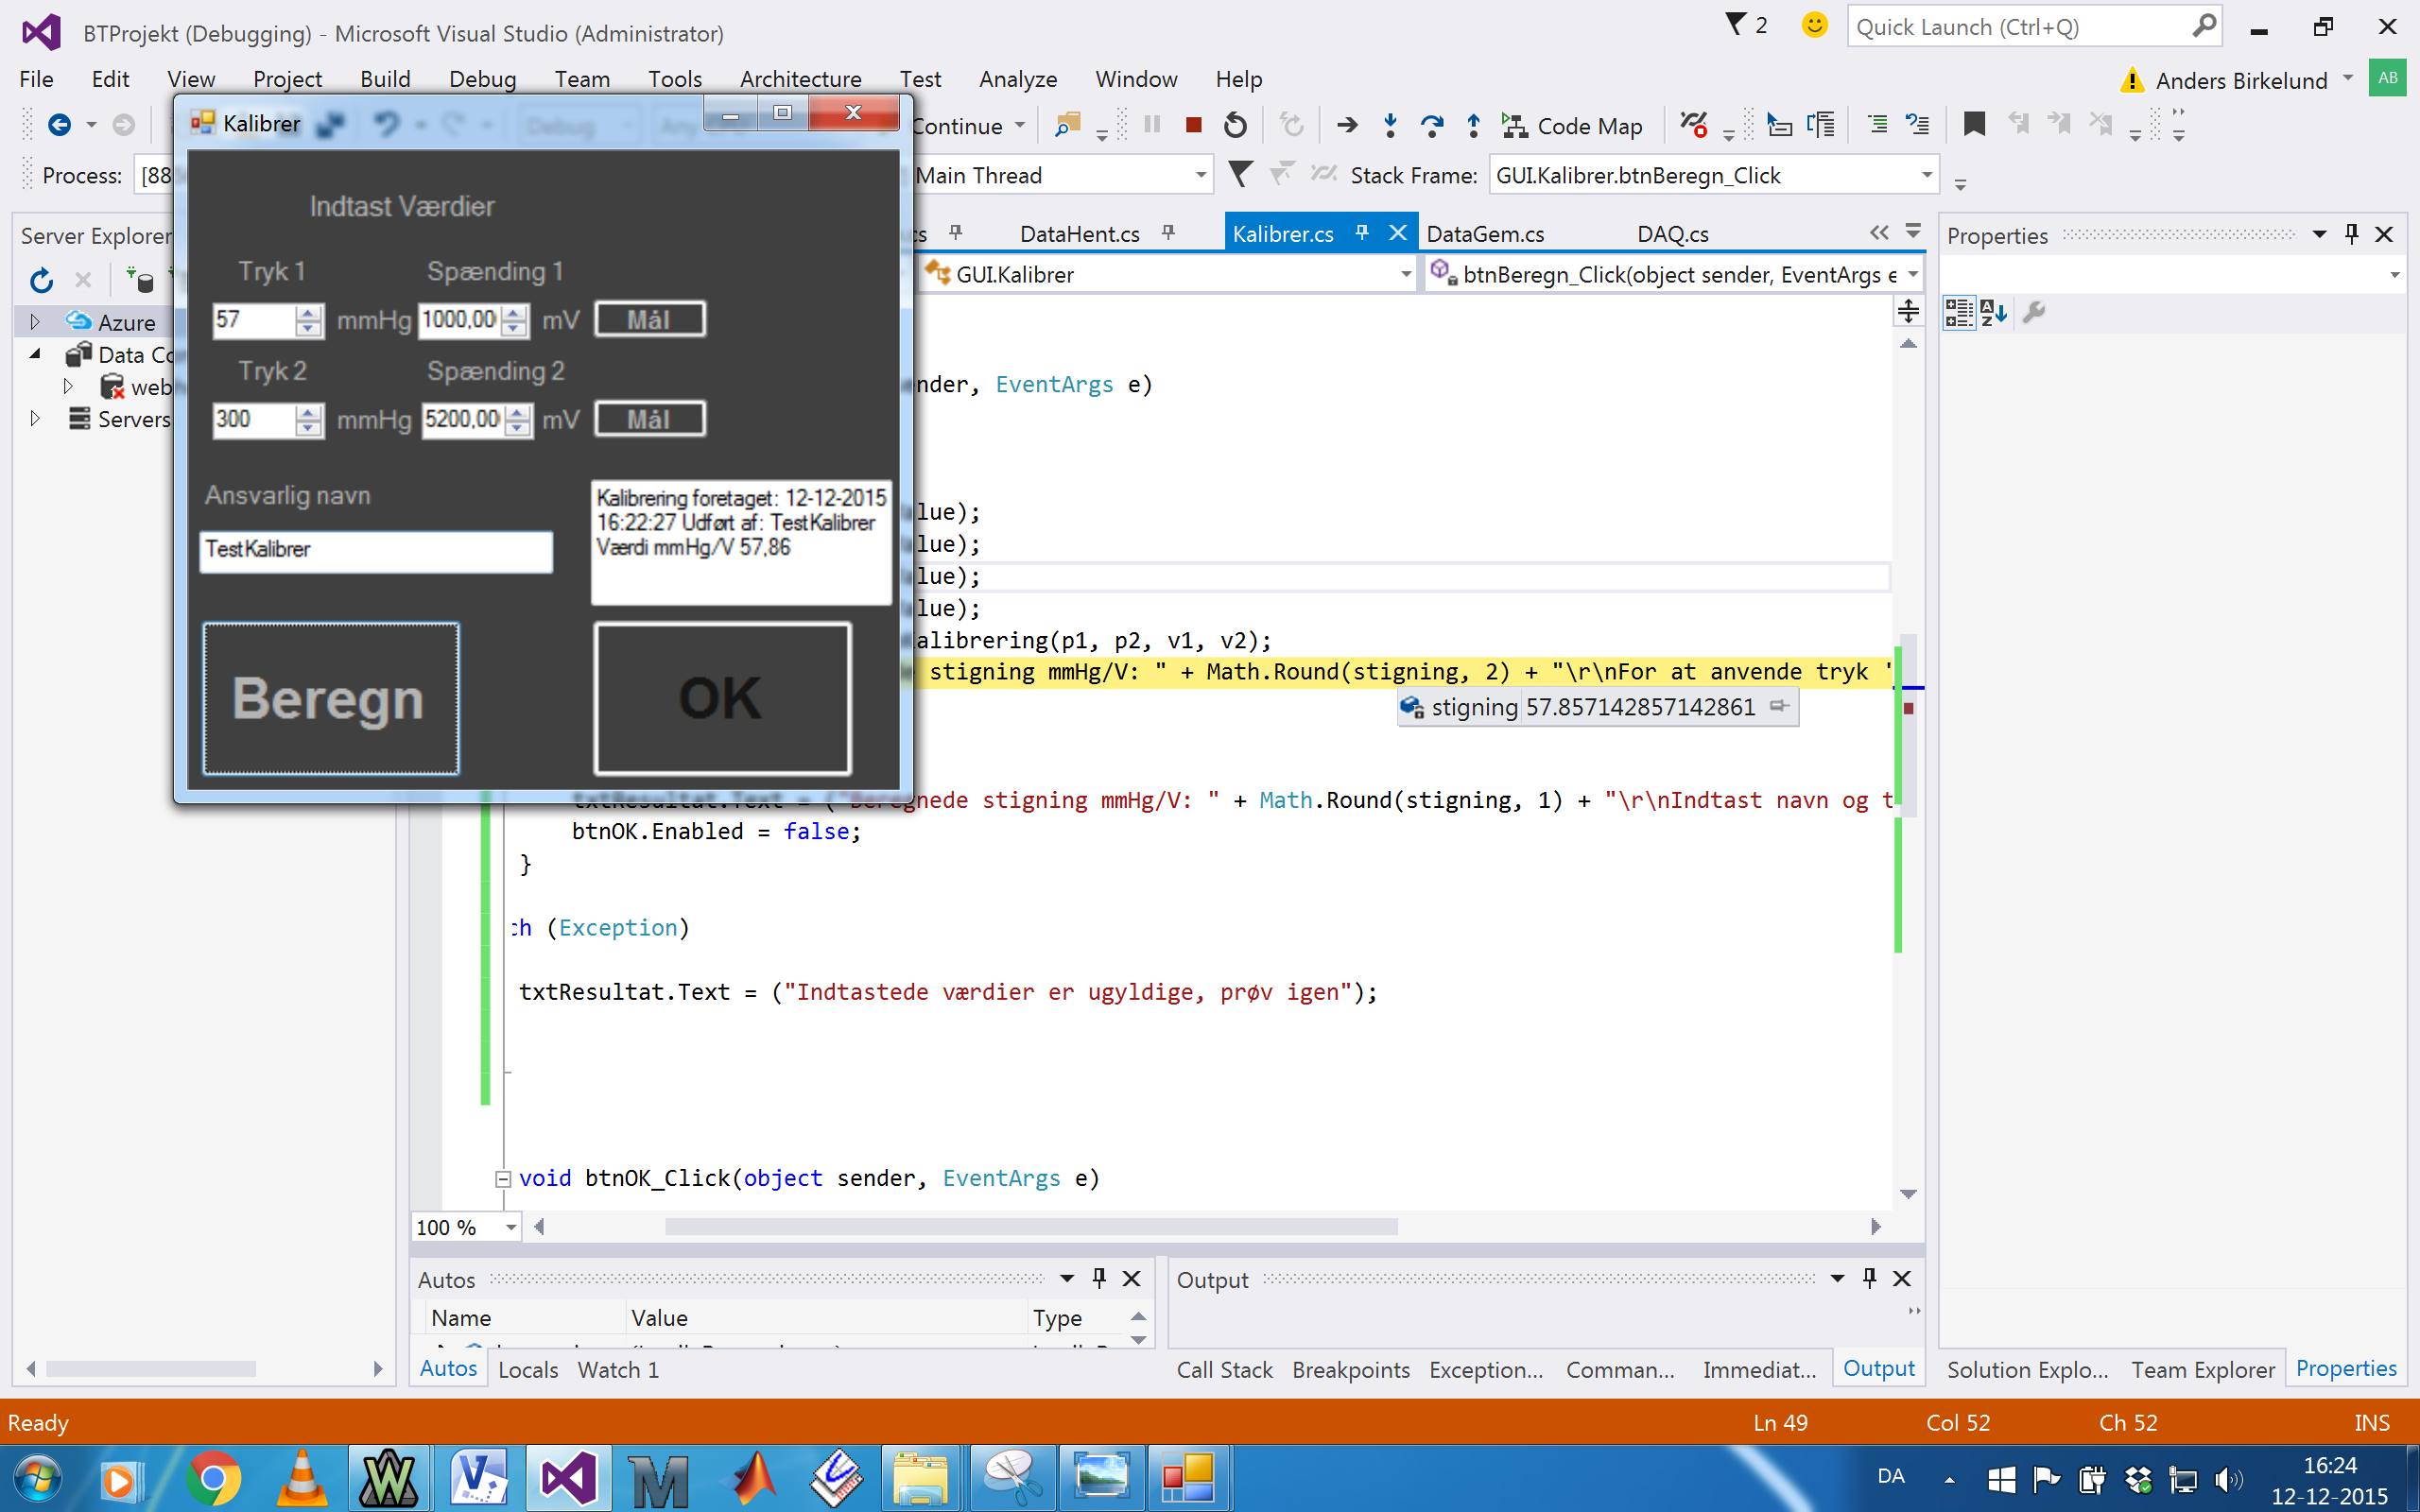 BTProjekt (Debugging) - Microsoft Visual Studio (Administrator)
2
Quick Launch (Ctrl+Q)
File Edit View Project Build Debug Team Tools Architecture Test Analyze Window Help
Anders Birkelund
AB
Kalibrer
Debug
Continue
Code Map
Process: [88
Main Thread
Stack Frame:
GUI.Kalibrer.btnBeregn_Click
Server Explorer
Azure
Servers
Indtast Værdier
Tryk 1 Spænding 1
57 mmHg 1000,00 mV Mål
Tryk 2 Spænding 2
300 mmHg 5200,00 mV Mål
Ansvarlig navn
TestKalibrer
Kalibrering foretaget: 12-12-2015
16:22:27 Udført af: TestKalibrer
Værdi mmHg/V 57,86
Beregn
OK
DataHent.cs Kalibrer.cs DataGem.cs DAQ.cs
GUI.Kalibrer
btnBeregn_Click(object sender, EventArgs e
nder, EventArgs e)
alue);
alue);
alue);
alue);
alibrering(p1, p2, v1, v2);
stigning mmHg/V: " + Math.Round(stigning, 2) + "\r\nFor at anvende tryk '
stigning 57.857142857142861
txtResultat.Text = ("Beregnede stigning mmHg/V: " + Math.Round(stigning, 1) + "\r\nIndtast navn og t
btnOK.Enabled = false;
}
ch (Exception)
txtResultat.Text = ("Indtastede værdier er ugyldige, prøv igen");
void btnOK_Click(object sender, EventArgs e)
100 %
Properties
Autos
Name Value Type
Autos Locals Watch 1
Output
Call Stack Breakpoints Exception... Comman... Immediat... Output
Solution Explo... Team Explorer Properties
Ready
Ln 49 Col 52 Ch 52 INS
DA
16:24
12-12-2015